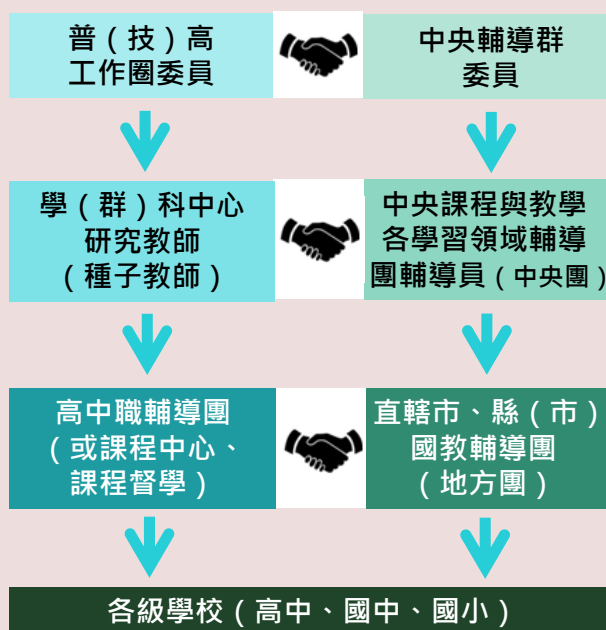 普（技）高
工作圈委員
中央輔導群
委員
學（群）科中心
研究教師
（種子教師）
中央課程與教學
各學習領域輔導
團輔導員（中央團）
高中職輔導團
（或課程中心、
課程督學）
直轄市、縣（市）
國教輔導團
（地方團）
各級學校（高中、國中、國小）